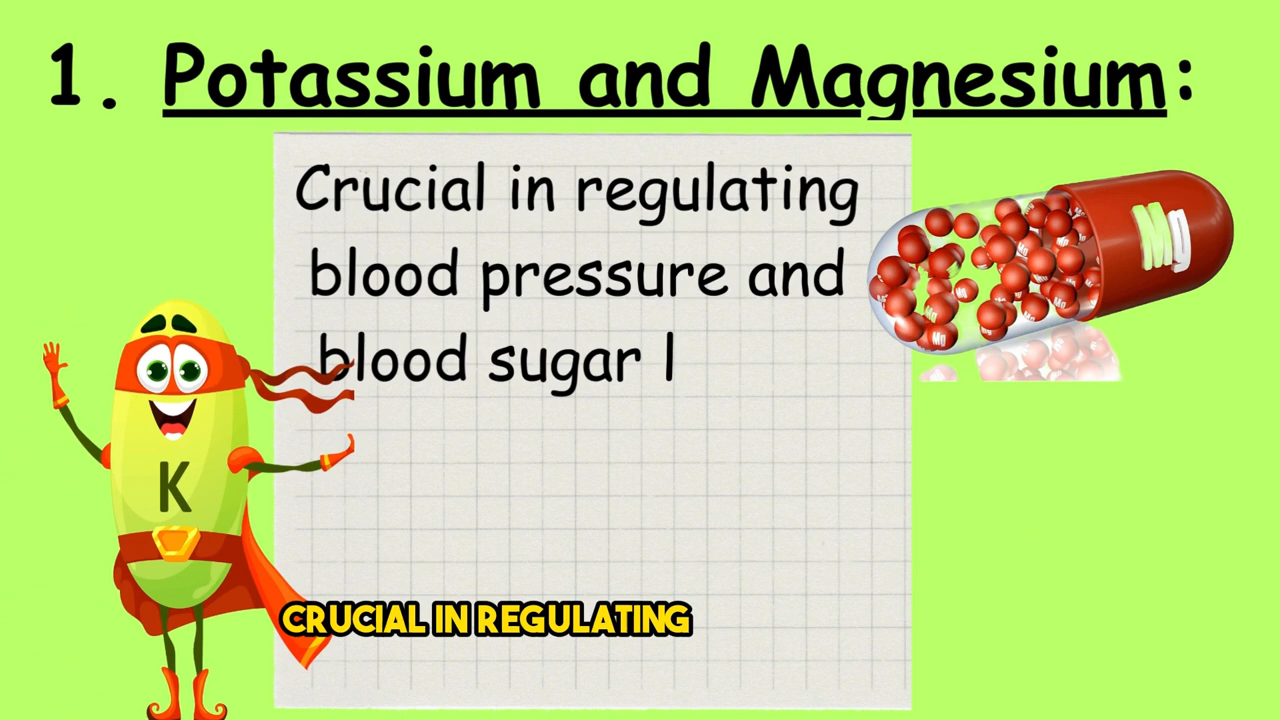 1. Potassium and Magnesium:
Crucial in regulating
blood pressure and
blood sugar l
Mg
K
CRUCIAL IN REGULATING